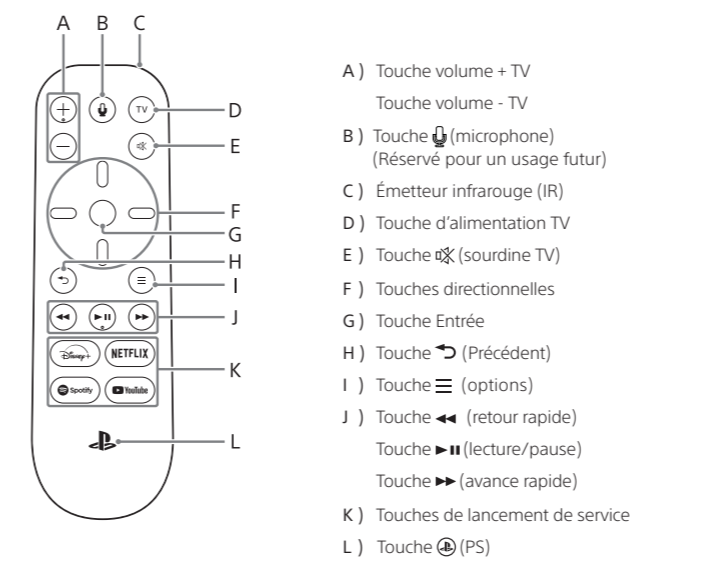 A B C
TV
D
E
F
G
H
I
J
Disney+ NETFLIX
K
Spotify YouTube
L
A ) Touche volume + TV
Touche volume - TV
B ) Touche (microphone)
(Réservé pour un usage futur)
C ) Émetteur infrarouge (IR)
D ) Touche d’alimentation TV
E ) Touche (sourdine TV)
F ) Touches directionnelles
G ) Touche Entrée
H ) Touche (Précédent)
I ) Touche (options)
J ) Touche (retour rapide)
Touche (lecture/pause)
Touche (avance rapide)
K ) Touches de lancement de service
L ) Touche (PS)